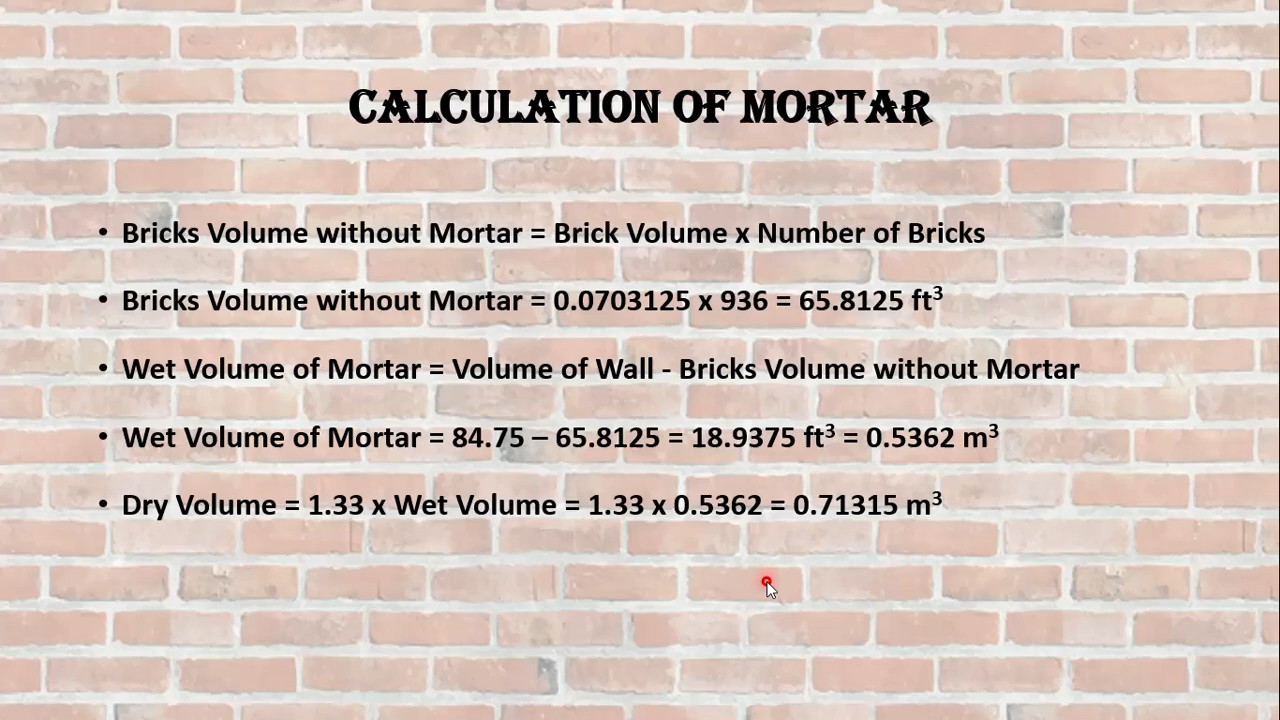 CALCULATION OF MORTAR
• Bricks Volume without Mortar = Brick Volume x Number of Bricks
• Bricks Volume without Mortar = 0.0703125 x 936 = 65.8125 ft³
• Wet Volume of Mortar = Volume of Wall - Bricks Volume without Mortar
• Wet Volume of Mortar = 84.75 – 65.8125 = 18.9375 ft³ = 0.5362 m³
• Dry Volume = 1.33 x Wet Volume = 1.33 x 0.5362 = 0.71315 m³